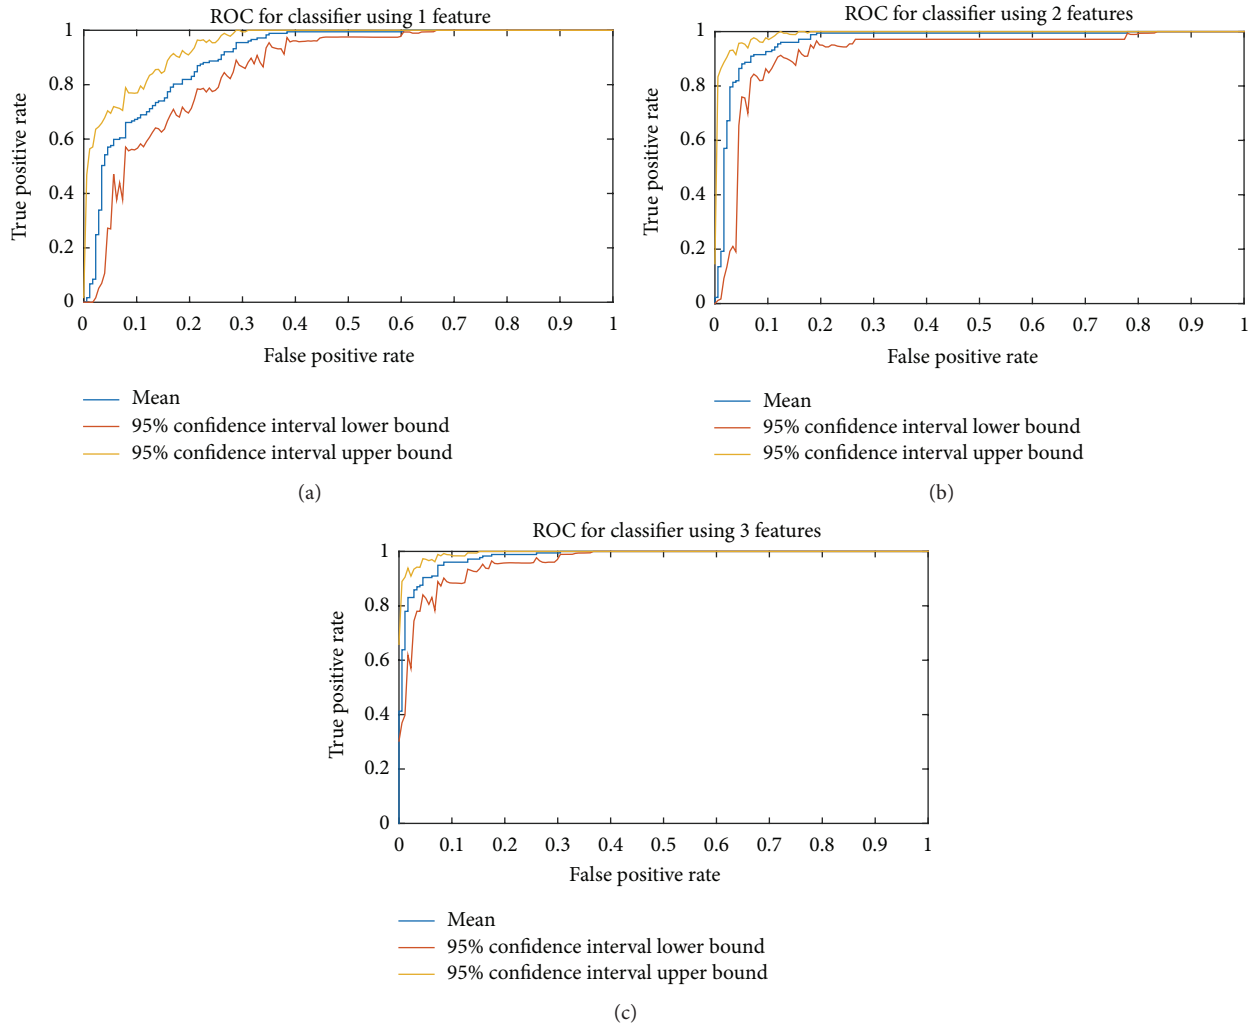 ROC for classifier using 1 feature
True positive rate
1
0.8
0.6
0.4
0.2
0
0 0.1 0.2 0.3 0.4 0.5 0.6 0.7 0.8 0.9 1
False positive rate
Mean
95% confidence interval lower bound
95% confidence interval upper bound
(a)
ROC for classifier using 2 features
True positive rate
1
0.8
0.6
0.4
0.2
0
0 0.1 0.2 0.3 0.4 0.5 0.6 0.7 0.8 0.9 1
False positive rate
Mean
95% confidence interval lower bound
95% confidence interval upper bound
(b)
ROC for classifier using 3 features
True positive rate
1
0.8
0.6
0.4
0.2
0
0 0.1 0.2 0.3 0.4 0.5 0.6 0.7 0.8 0.9 1
False positive rate
Mean
95% confidence interval lower bound
95% confidence interval upper bound
(c)